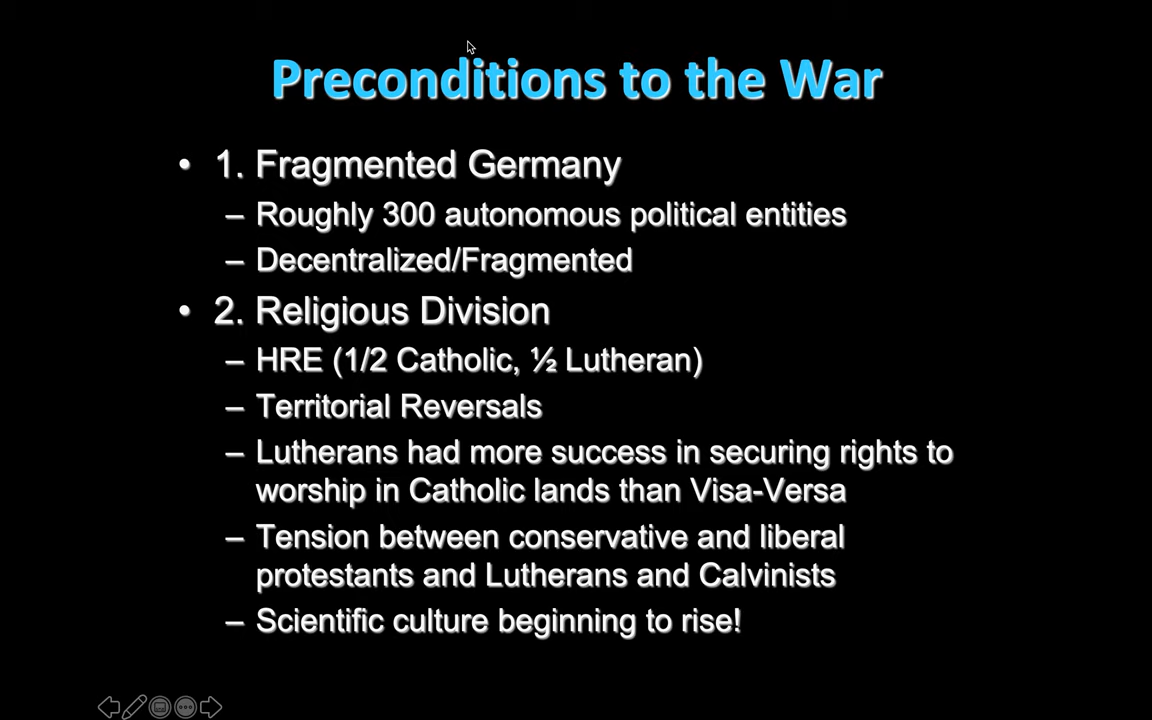 Preconditions to the War
• 1. Fragmented Germany
– Roughly 300 autonomous political entities
– Decentralized/Fragmented
• 2. Religious Division
– HRE (1/2 Catholic, ½ Lutheran)
– Territorial Reversals
– Lutherans had more success in securing rights to
worship in Catholic lands than Visa-Versa
– Tension between conservative and liberal
protestants and Lutherans and Calvinists
– Scientific culture beginning to rise!